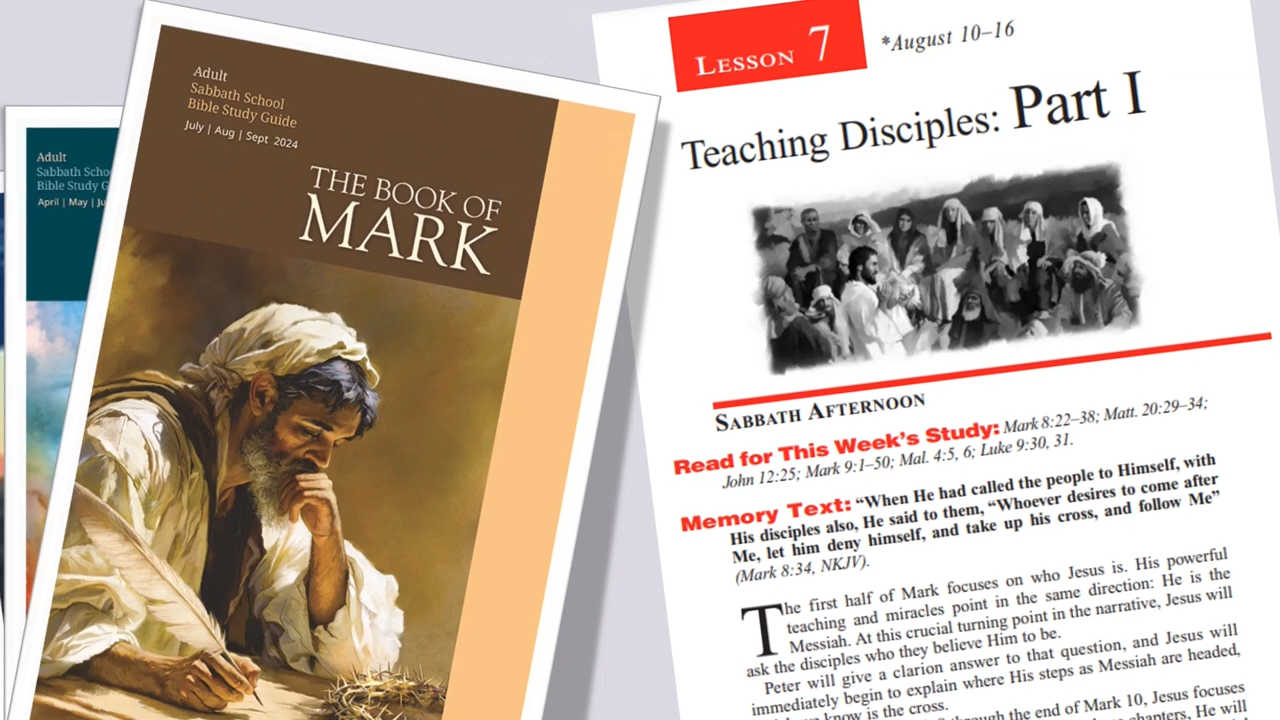 Adult
Sabbath Schoo
Bible Study G
April | May | Ju
Adult
Sabbath School
Bible Study Guide
July | Aug | Sept 2024
THE BOOK OF
MARK
LESSON 7
*August 10–16
Teaching Disciples: Part I
SABBATH AFTERNOON
Read for This Week's Study: Mark 8:22–38; Matt. 20:29–34;
John 12:25; Mark 9:1–50; Mal. 4:5, 6; Luke 9:30, 31.
Memory Text: “When He had called the people to Himself, with
His disciples also, He said to them, “Whoever desires to come after
Me, let him deny himself, and take up his cross, and follow Me”
(Mark 8:34, NKJV).
The first half of Mark focuses on who Jesus is. His powerful
teaching and miracles point in the same direction: He is the
Messiah. At this crucial turning point in the narrative, Jesus will
ask the disciples who they believe Him to be.
Peter will give a clarion answer to that question, and Jesus will
immediately begin to explain where His steps as Messiah are headed,
know is the cross.
through the end of Mark 10, Jesus focuses
chapters, He will